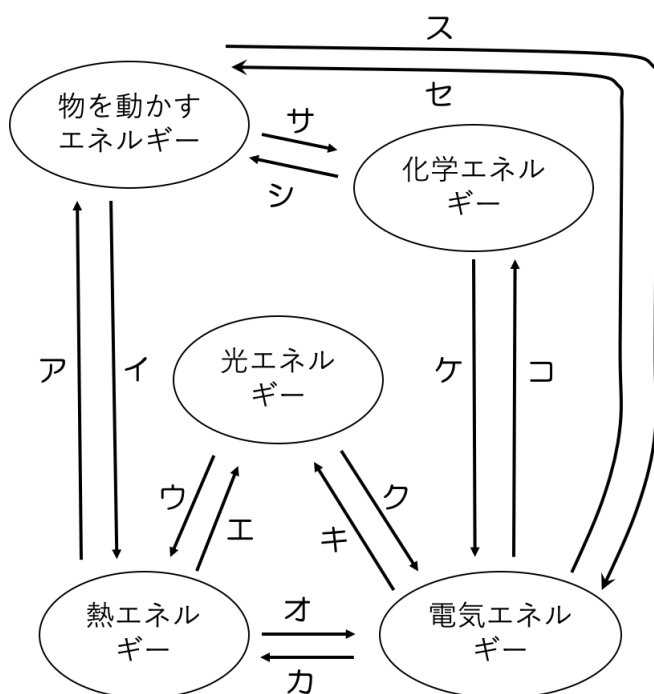 ス
セ
物を動かす
エネルギー
サ
シ
化学エネル
ギー
ア
イ
光エネル
ギー
ケ
コ
ウ
エ
キ
ク
熱エネル
ギー
オ
カ
電気エネル
ギー